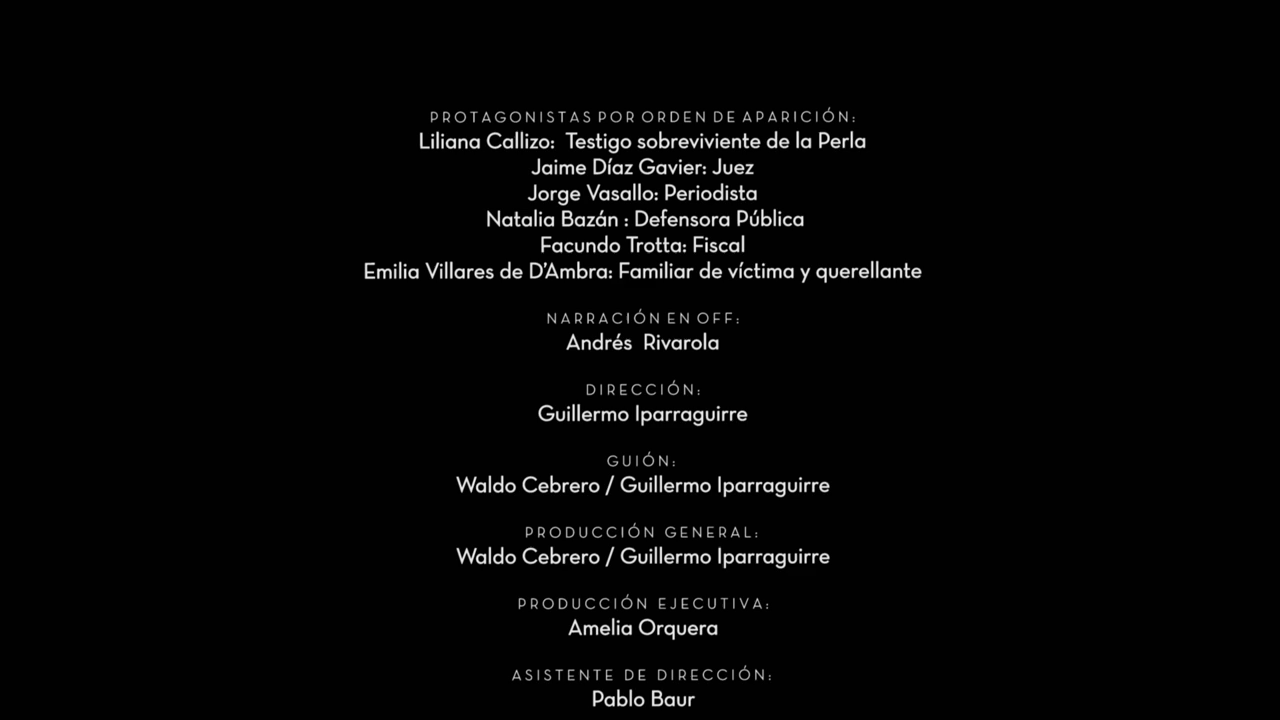 PROTAGONISTAS POR ORDEN DE APARICIÓN:
Liliana Callizo: Testigo sobreviviente de la Perla
Jaime Díaz Gavier: Juez
Jorge Vasallo: Periodista
Natalia Bazán : Defensora Pública
Facundo Trotta: Fiscal
Emilia Villares de D'Ambra: Familiar de víctima y querellante
NARRACIÓN EN OFF:
Andrés Rivarola
DIRECCIÓN:
Guillermo Iparraguirre
GUIÓN:
Waldo Cebrero / Guillermo Iparraguirre
PRODUCCIÓN GENERAL:
Waldo Cebrero / Guillermo Iparraguirre
PRODUCCIÓN EJECUTIVA:
Amelia Orquera
ASISTENTE DE DIRECCIÓN:
Pablo Baur